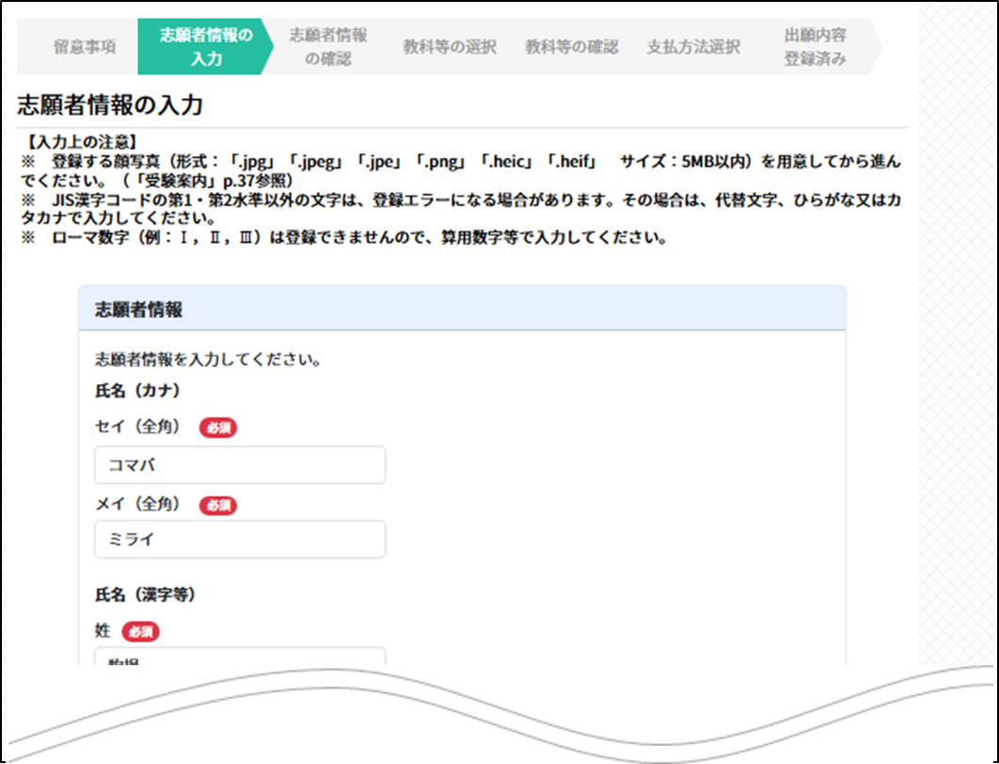 留意事項
志願者情報の
入力
志願者情報
の確認
教科等の選択
教科等の確認
支払方法選択
出願内容
登録済み
志願者情報の入力
【入力上の注意】
※　登録する顔写真（形式：「.jpg」「.jpeg」「.jpe」「.png」「.heic」「.heif」　サイズ：5MB以内）を用意してから進ん
でください。（「受験案内」p.37参照）
※　JIS漢字コードの第1・第2水準以外の文字は、登録エラーになる場合があります。その場合は、代替文字、ひらがな又はカ
タカナで入力してください。
※　ローマ数字（例：Ⅰ，Ⅱ，Ⅲ）は登録できませんので、算用数字等で入力してください。
志願者情報
志願者情報を入力してください。
氏名（カナ）
セイ（全角） 必須
コマバ
メイ（全角） 必須
ミライ
氏名（漢字等）
姓 必須